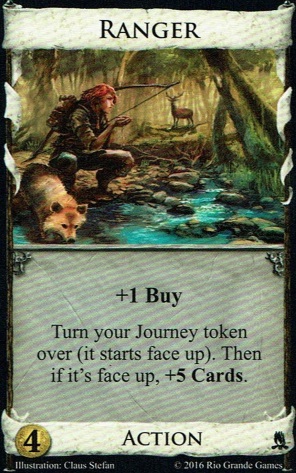 RANGER
+1 Buy
Turn your Journey token
over (it starts face up). Then
if it's face up, +5 Cards.
4
ACTION
Illustration: Claus Stefan
© 2016 Rio Grande Games